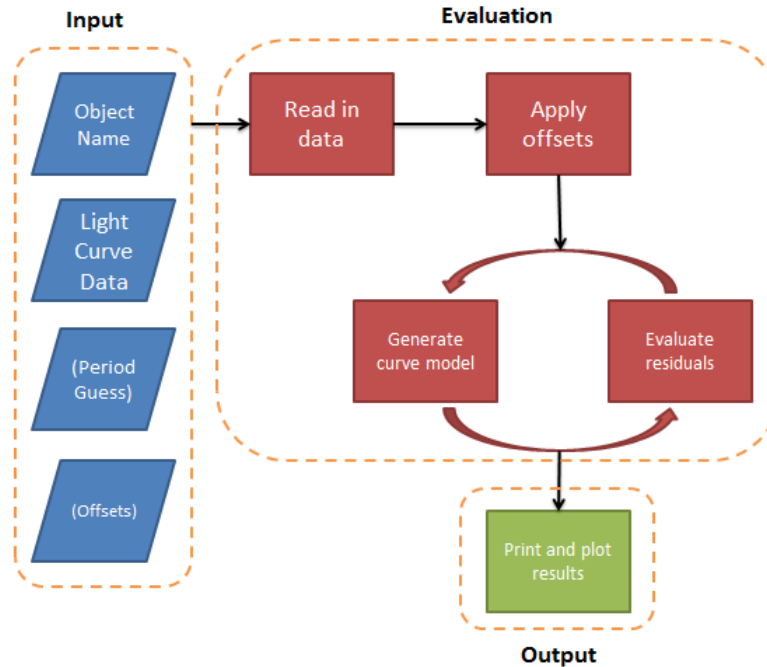 Input
Evaluation
Object
Name
Read in
data
Apply
offsets
Light
Curve
Data
Generate
curve model
Evaluate
residuals
(Period
Guess)
(Offsets)
Print and plot
results
Output